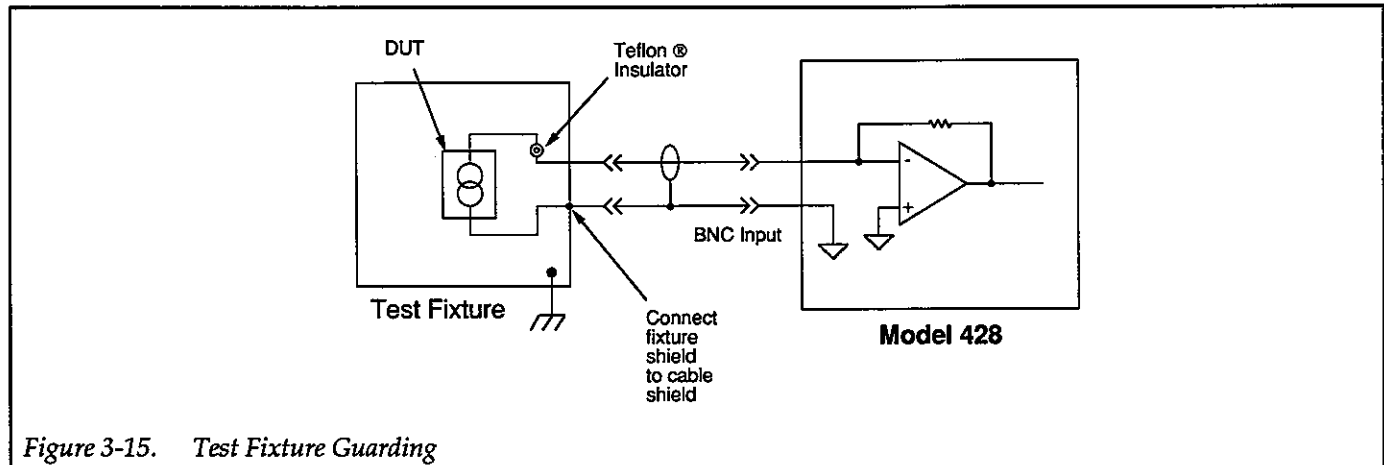 DUT
Teflon ®
Insulator
-
+
BNC Input
Test Fixture
Connect
fixture
shield
to cable
shield
Model 428
Figure 3-15. Test Fixture Guarding